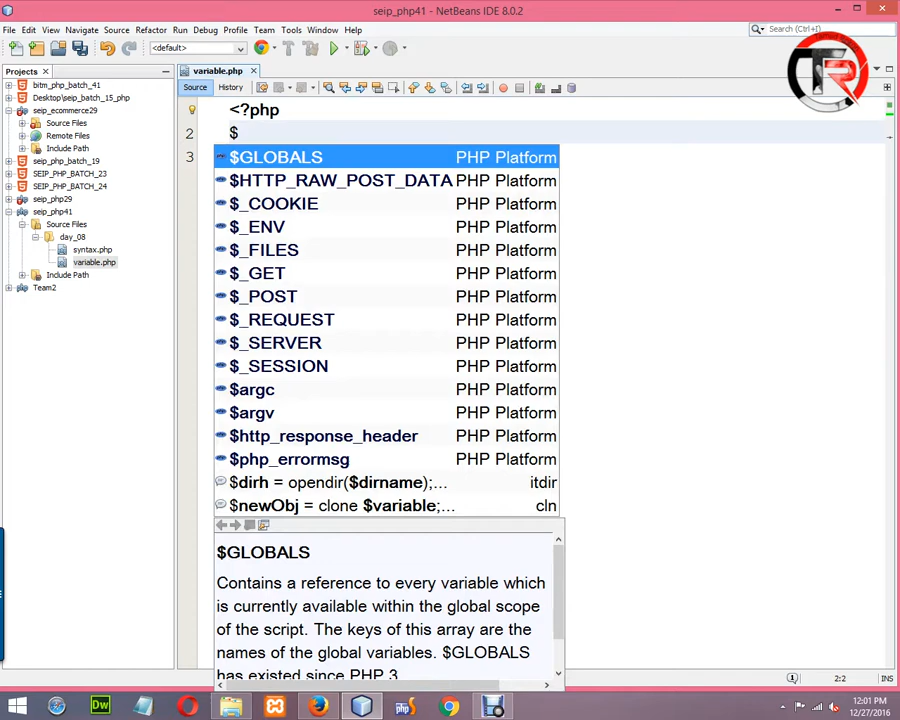 seip_php41 - NetBeans IDE 8.0.2
File Edit View Navigate Source Refactor Run Debug Profile Team Tools Window Help
Search (Ctrl+I)
<default>
Projects
variable.php
Source History
bitm_php_batch_41
Desktop\seip_batch_15_php
seip_ecommerce29
Source Files
Remote Files
Include Path
seip_php_batch_19
SEIP_PHP_BATCH_23
SEIP_PHP_BATCH_24
seip_php29
seip_php41
Source Files
day_08
syntax.php
variable.php
Include Path
Team2
<?php
2 $
3
$GLOBALS PHP Platform
$HTTP_RAW_POST_DATA PHP Platform
$_COOKIE PHP Platform
$_ENV PHP Platform
$_FILES PHP Platform
$_GET PHP Platform
$_POST PHP Platform
$_REQUEST PHP Platform
$_SERVER PHP Platform
$_SESSION PHP Platform
$argc PHP Platform
$argv PHP Platform
$http_response_header PHP Platform
$php_errormsg PHP Platform
$dirh = opendir($dirname);... itdir
$newObj = clone $variable;... cln
$GLOBALS
Contains a reference to every variable which
is currently available within the global scope
of the script. The keys of this array are the
names of the global variables. $GLOBALS
has existed since PHP 3.
2:2 INS
Dw
php
12:01 PM
12/27/2016